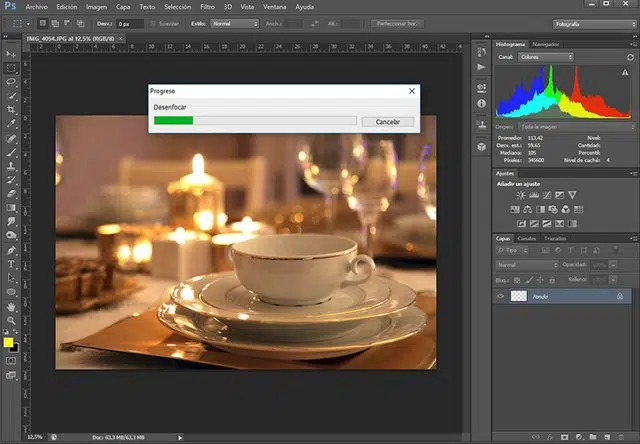 Ps Archivo Edición Imagen Capa Texto Selección Filtro 3D Vista Ventana Ayuda
Desv.: 0 px Suavizar Estilo: Normal Anch.: Al.: Perfeccionar bor. Fotografía
IMG_4054.JPG al 12,5% (RGB/8)
Histograma Navegador
Canal: Colores
Progreso
Desenfocar
Cancelar
Origen: Toda la imagen
Promedio: 113,42 Nivel:
Desv. est.: 59,65 Cantidad:
Mediana: 105 Percentil:
Píxeles: 345600 Nivel de caché: 4
Ajustes
Añadir un ajuste
Capas Canales Trazados
Tipo
Normal Opacidad:
Bloq.: Relleno:
Fondo
12,5% Doc: 63,3 MB/63,3 MB